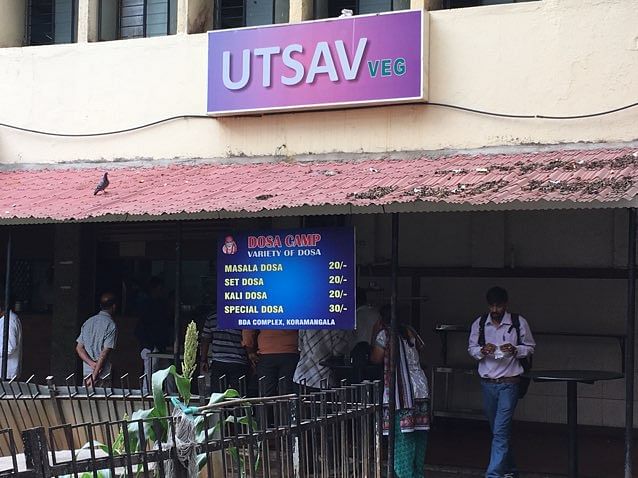 UTSAV VEG
DOSA CAMP
VARIETY OF DOSA
MASALA DOSA 20/-
SET DOSA 20/-
KALI DOSA 20/-
SPECIAL DOSA 30/-
BDA COMPLEX, KORAMANGALA